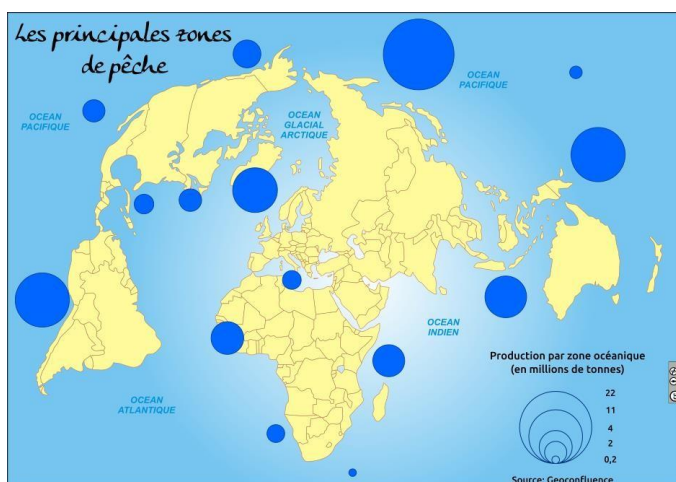 Les principales zones
de pêche
OCEAN
PACIFIQUE
OCEAN
GLACIAL
ARCTIQUE
OCEAN
PACIFIQUE
OCEAN
INDIEN
OCEAN
ATLANTIQUE
Production par zone océanique
(en millions de tonnes)
22
11
4
2
0,2
Source: Geoconfluence